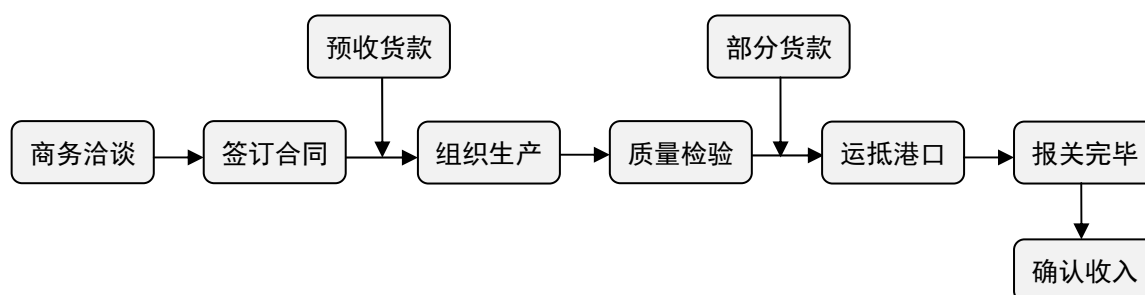 预收货款
部分货款
商务洽谈
签订合同
组织生产
质量检验
运抵港口
报关完毕
确认收入